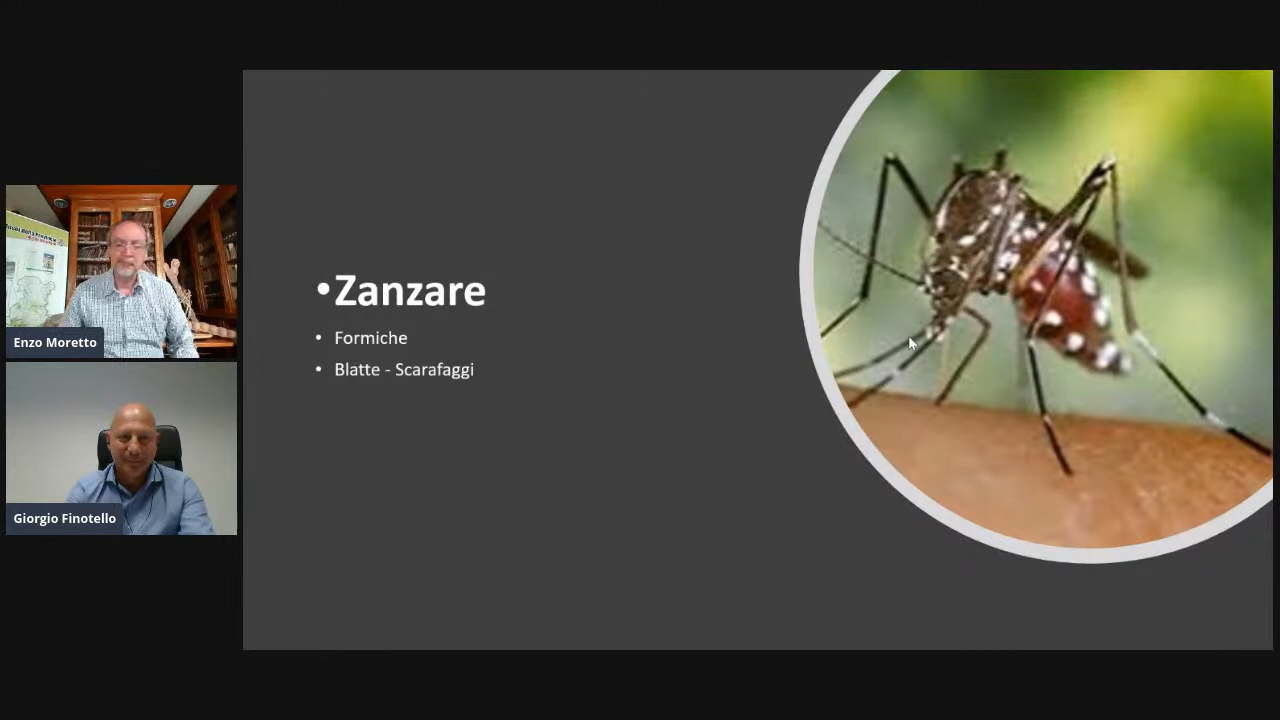 Enzo Moretto
Giorgio Finotello
•Zanzare
• Formiche
• Blatte - Scarafaggi